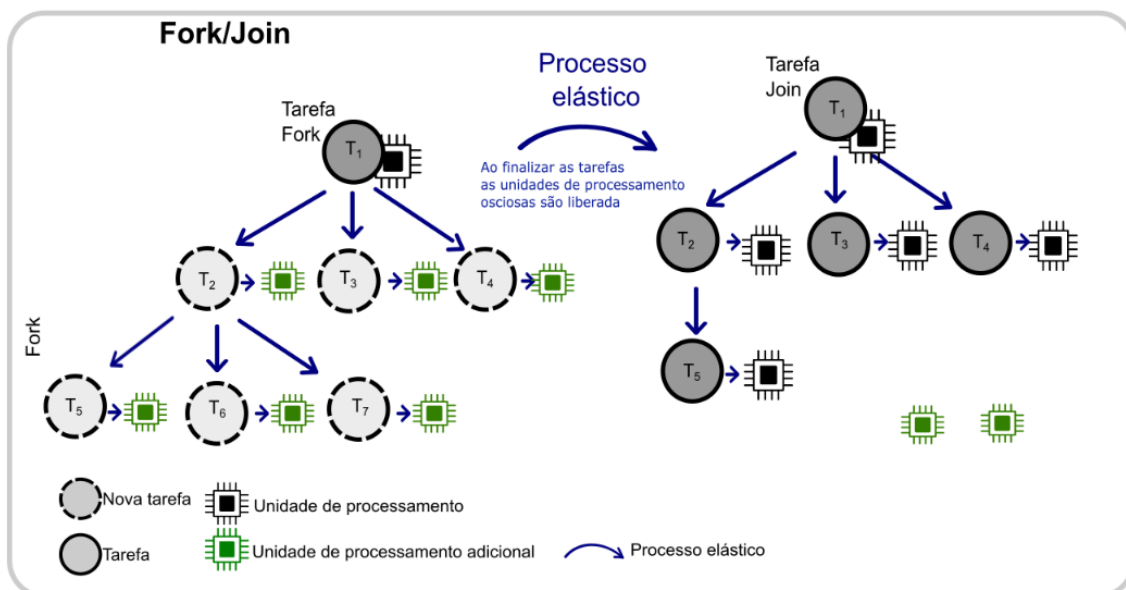 Fork/Join
Tarefa
Fork
T1
T2
T3
T4
Fork
T5
T6
T7
Processo
elástico
Ao finalizar as tarefas
as unidades de processamento
osciosas são liberada
Tarefa
Join
T1
T2
T3
T4
T5
Nova tarefa
Unidade de processamento
Tarefa
Unidade de processamento adicional
Processo elástico